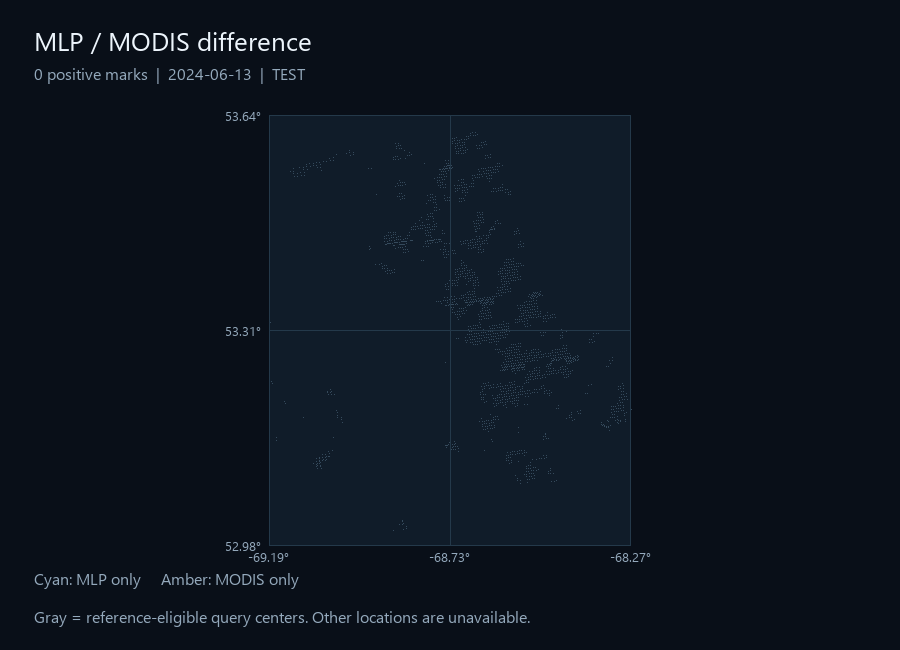 MLP / MODIS difference
0 positive marks | 2024-06-13 | TEST
53.64°
53.31°
52.98°
-69.19° -68.73° -68.27°
Cyan: MLP only Amber: MODIS only
Gray = reference-eligible query centers. Other locations are unavailable.